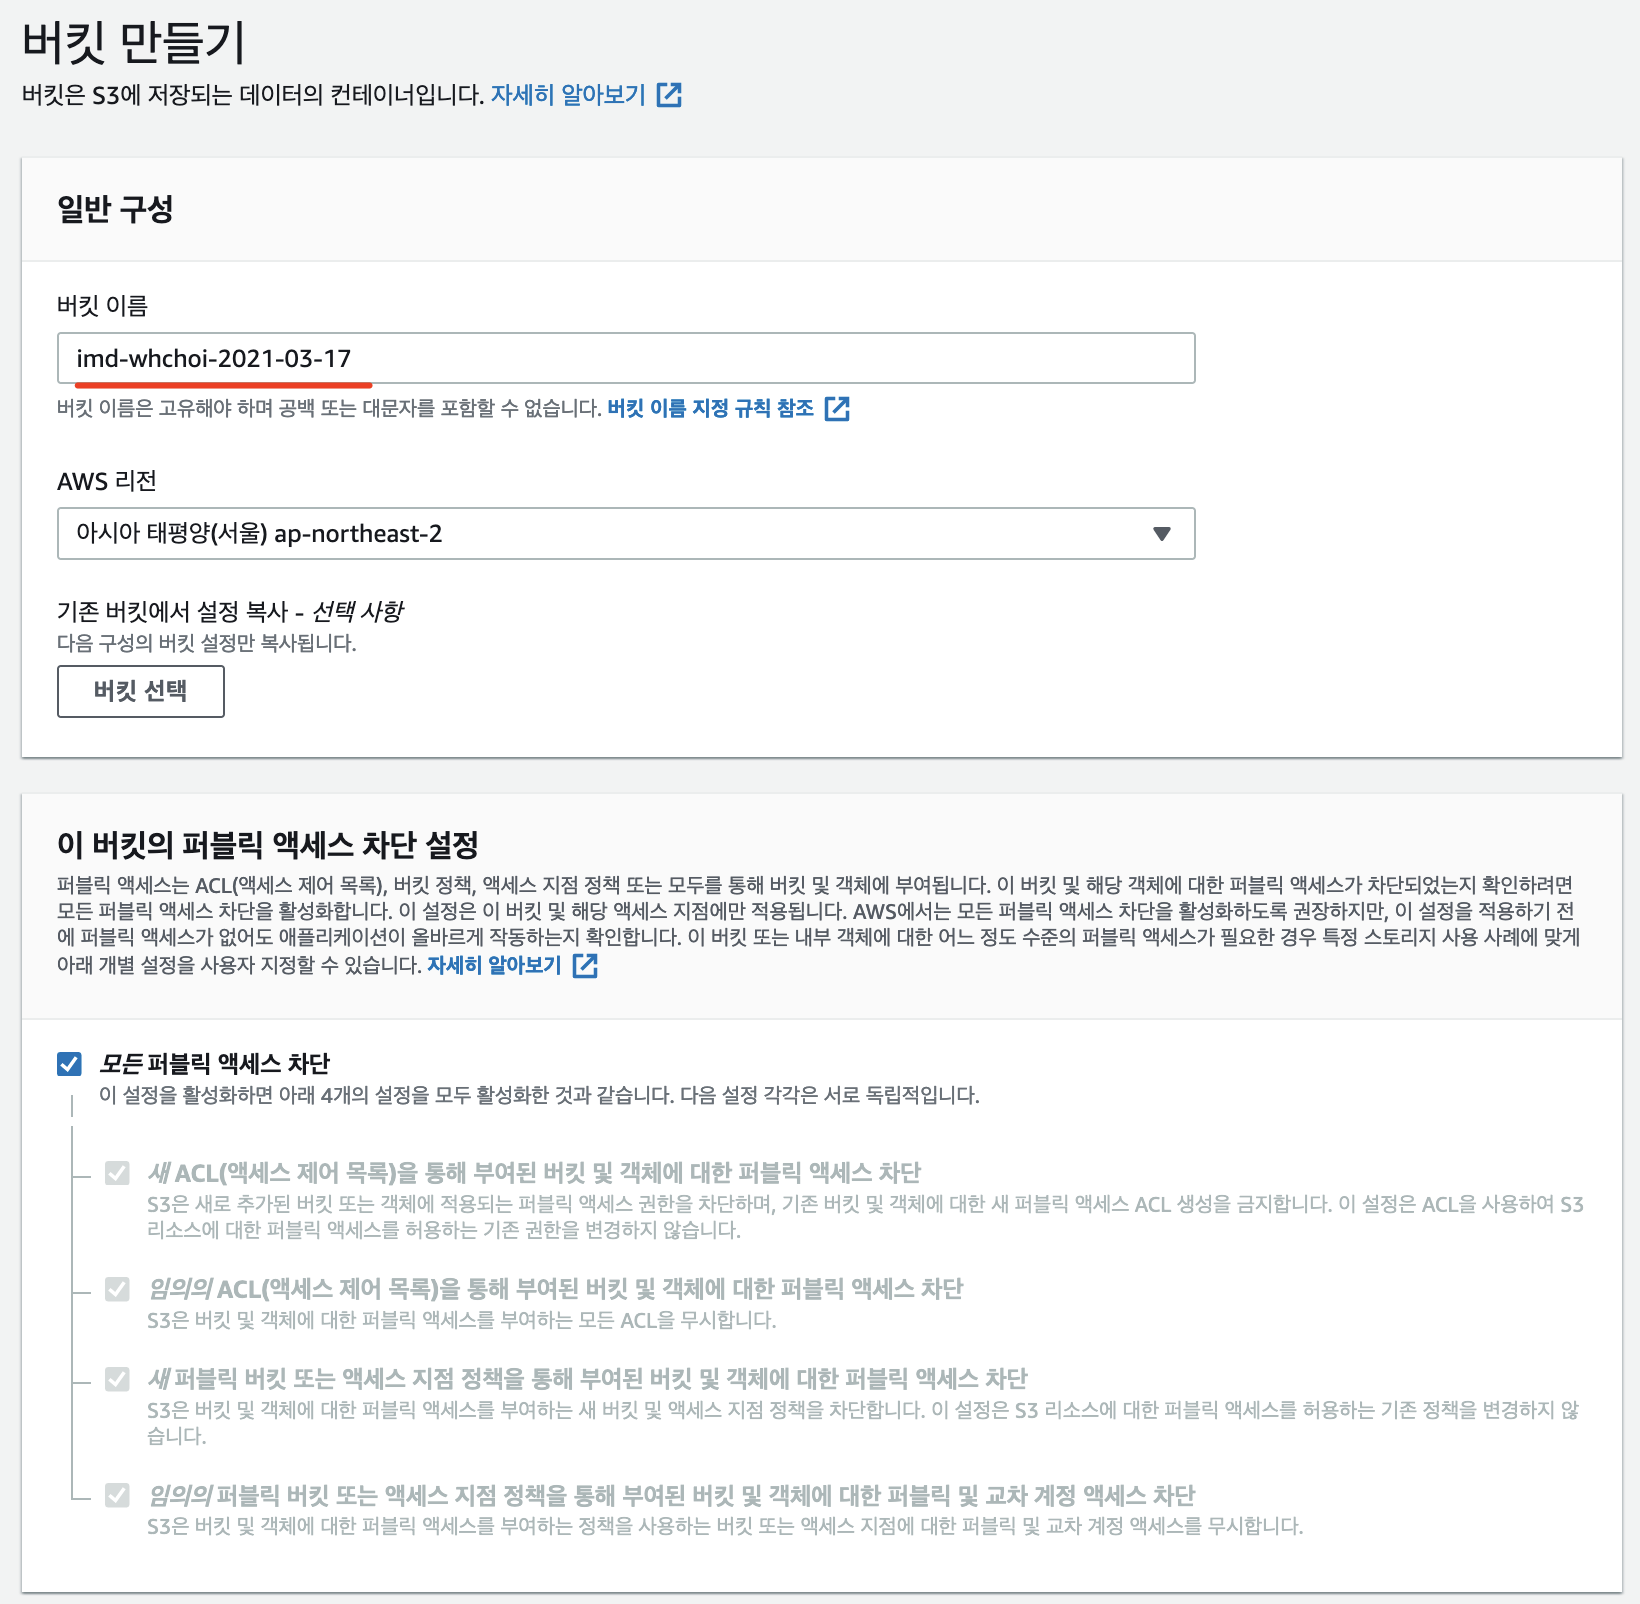 버킷 만들기
버킷은 S3에 저장되는 데이터의 컨테이너입니다. 자세히 알아보기
일반 구성
버킷 이름
imd-whchoi-2021-03-17
버킷 이름은 고유해야 하며 공백 또는 대문자를 포함할 수 없습니다. 버킷 이름 지정 규칙 참조
AWS 리전
아시아 태평양(서울) ap-northeast-2
기존 버킷에서 설정 복사 - 선택 사항
다음 구성의 버킷 설정만 복사됩니다.
버킷 선택
이 버킷의 퍼블릭 액세스 차단 설정
퍼블릭 액세스는 ACL(액세스 제어 목록), 버킷 정책, 액세스 지점 정책 또는 모두를 통해 버킷 및 객체에 부여됩니다. 이 버킷 및 해당 객체에 대한 퍼블릭 액세스가 차단되었는지 확인하려면
모든 퍼블릭 액세스 차단을 활성화합니다. 이 설정은 이 버킷 및 해당 액세스 지점에만 적용됩니다. AWS에서는 모든 퍼블릭 액세스 차단을 활성화하도록 권장하지만, 이 설정을 적용하기 전
에 퍼블릭 액세스가 없어도 애플리케이션이 올바르게 작동하는지 확인합니다. 이 버킷 또는 내부 객체에 대한 어느 정도 수준의 퍼블릭 액세스가 필요한 경우 특정 스토리지 사용 사례에 맞게
아래 개별 설정을 사용자 지정할 수 있습니다. 자세히 알아보기
모든 퍼블릭 액세스 차단
이 설정을 활성화하면 아래 4개의 설정을 모두 활성화한 것과 같습니다. 다음 설정 각각은 서로 독립적입니다.
새 ACL(액세스 제어 목록)을 통해 부여된 버킷 및 객체에 대한 퍼블릭 액세스 차단
S3은 새로 추가된 버킷 또는 객체에 적용되는 퍼블릭 액세스 권한을 차단하며, 기존 버킷 및 객체에 대한 새 퍼블릭 액세스 ACL 생성을 금지합니다. 이 설정은 ACL을 사용하여 S3
리소스에 대한 퍼블릭 액세스를 허용하는 기존 권한을 변경하지 않습니다.
임의의 ACL(액세스 제어 목록)을 통해 부여된 버킷 및 객체에 대한 퍼블릭 액세스 차단
S3은 버킷 및 객체에 대한 퍼블릭 액세스를 부여하는 모든 ACL을 무시합니다.
새 퍼블릭 버킷 또는 액세스 지점 정책을 통해 부여된 버킷 및 객체에 대한 퍼블릭 액세스 차단
S3은 버킷 및 객체에 대한 퍼블릭 액세스를 부여하는 새 버킷 및 액세스 지점 정책을 차단합니다. 이 설정은 S3 리소스에 대한 퍼블릭 액세스를 허용하는 기존 정책을 변경하지 않
습니다.
임의의 퍼블릭 버킷 또는 액세스 지점 정책을 통해 부여된 버킷 및 객체에 대한 퍼블릭 및 교차 계정 액세스 차단
S3은 버킷 및 객체에 대한 퍼블릭 액세스를 부여하는 정책을 사용하는 버킷 또는 액세스 지점에 대한 퍼블릭 및 교차 계정 액세스를 무시합니다.